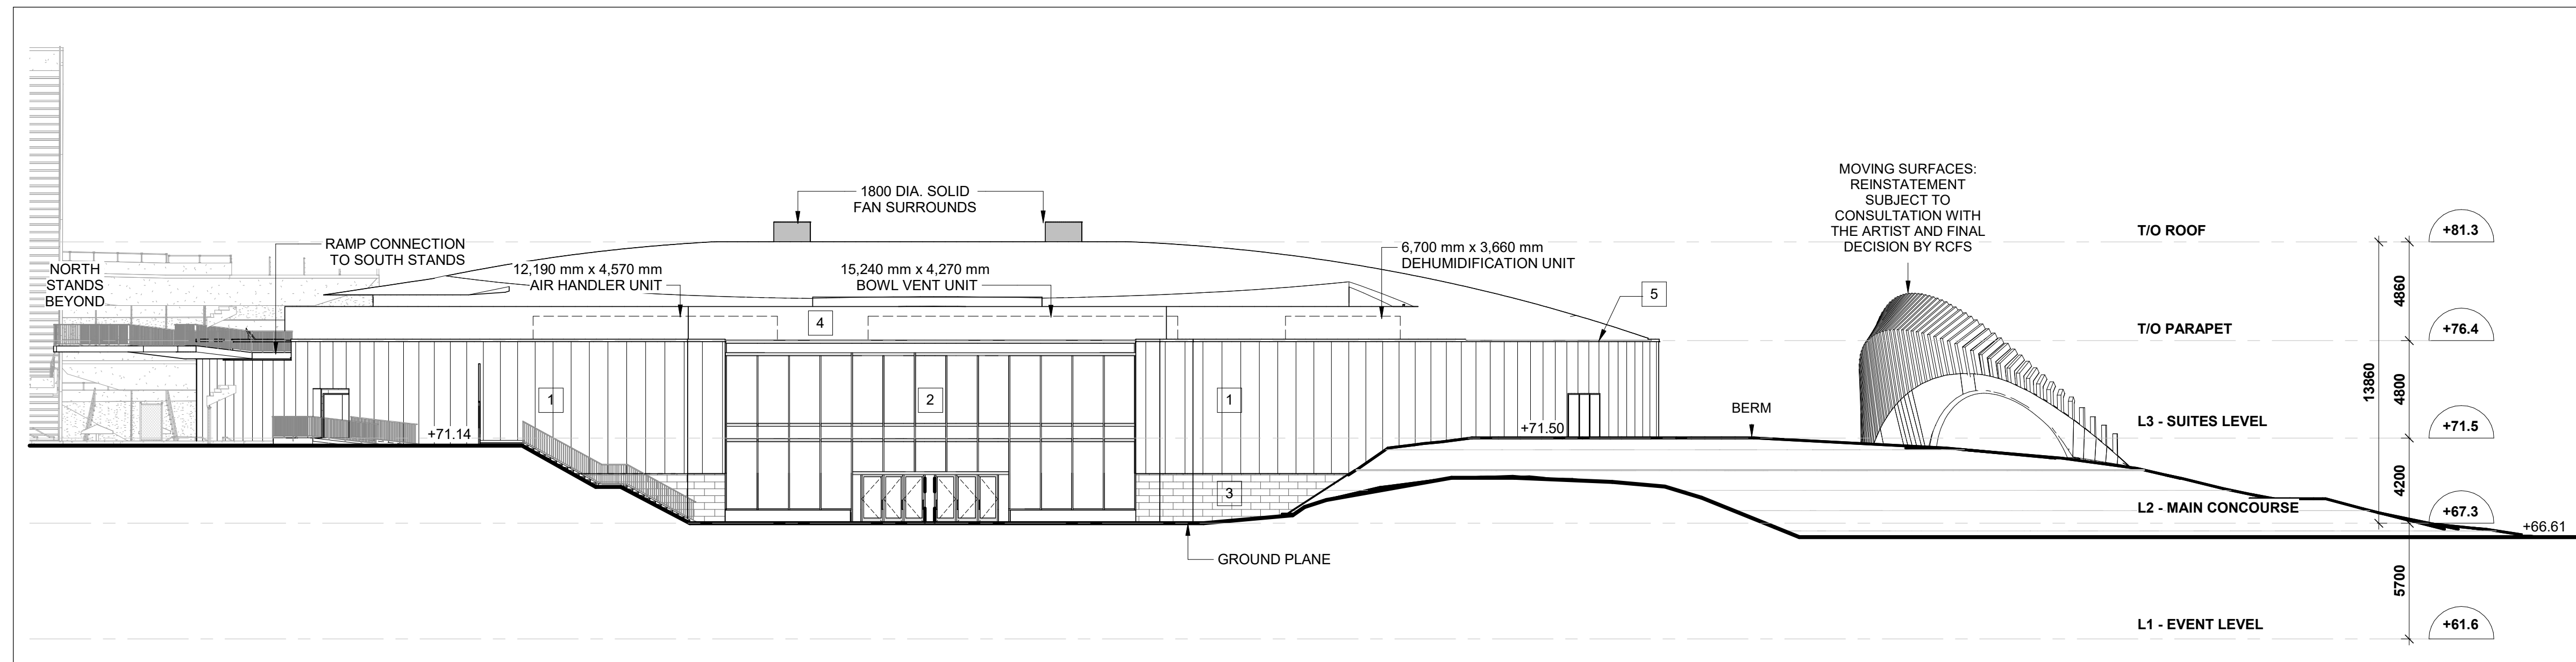 MOVING SURFACES:
REINSTATEMENT
SUBJECT TO
CONSULTATION WITH
THE ARTIST AND FINAL
DECISION BY RCFS
1800 DIA. SOLID
FAN SURROUNDS
RAMP CONNECTION
TO SOUTH STANDS
NORTH
STANDS
BEYOND
12,190 mm x 4,570 mm
AIR HANDLER UNIT
15,240 mm x 4,270 mm
BOWL VENT UNIT
6,700 mm x 3,660 mm
DEHUMIDIFICATION UNIT
5
4
1
2
1
3
+71.14
+71.50
BERM
GROUND PLANE
+66.61
T/O ROOF
+81.3
4860
T/O PARAPET
+76.4
13860
4800
L3 - SUITES LEVEL
+71.5
4200
L2 - MAIN CONCOURSE
+67.3
5700
L1 - EVENT LEVEL
+61.6